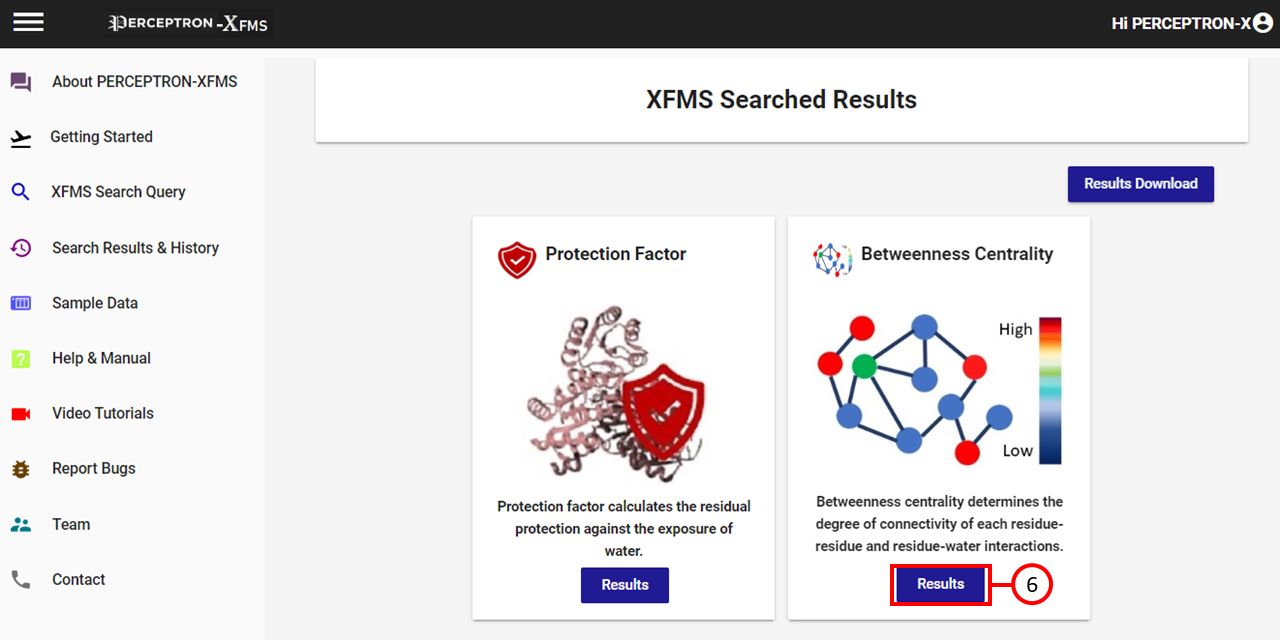 PERCEPTRON-XFMS
Hi PERCEPTRON-X
About PERCEPTRON-XFMS
Getting Started
XFMS Search Query
Search Results & History
Sample Data
Help & Manual
Video Tutorials
Report Bugs
Team
Contact
XFMS Searched Results
Results Download
Protection Factor
Protection factor calculates the residual
protection against the exposure of
water.
Results
Betweenness Centrality
High
Low
Betweenness centrality determines the
degree of connectivity of each residue-
residue and residue-water interactions.
Results
6